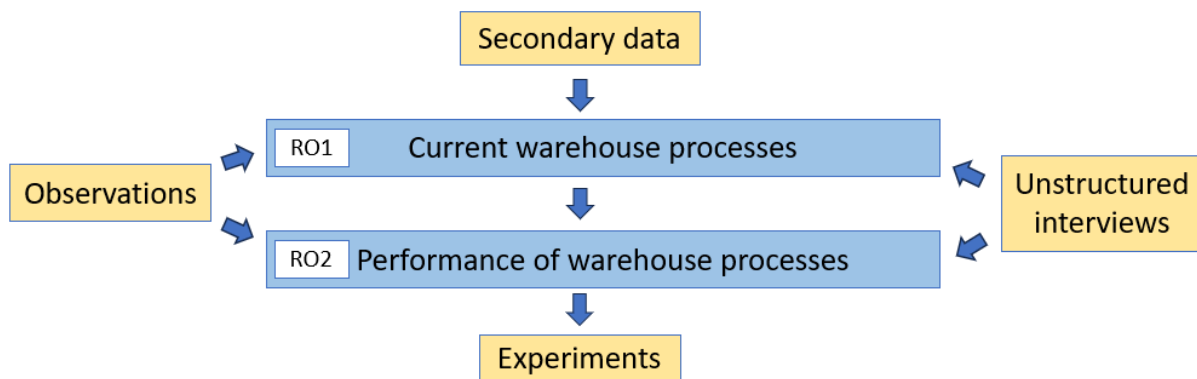 Secondary data
RO1 Current warehouse processes
Observations
Unstructured
interviews
RO2 Performance of warehouse processes
Experiments